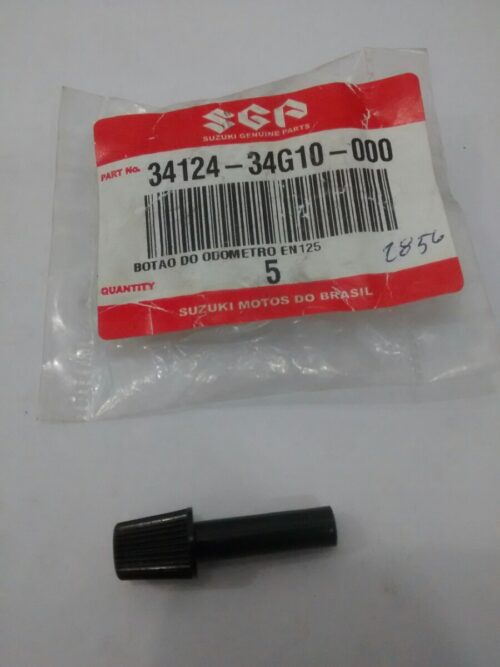 SGP
SUZUKI GENUINE PARTS
PART No. 34124-34G10-000
BOTAO DO ODOMETRO EN125
2856
QUANTITY 5
SUZUKI MOTOS DO BRASIL